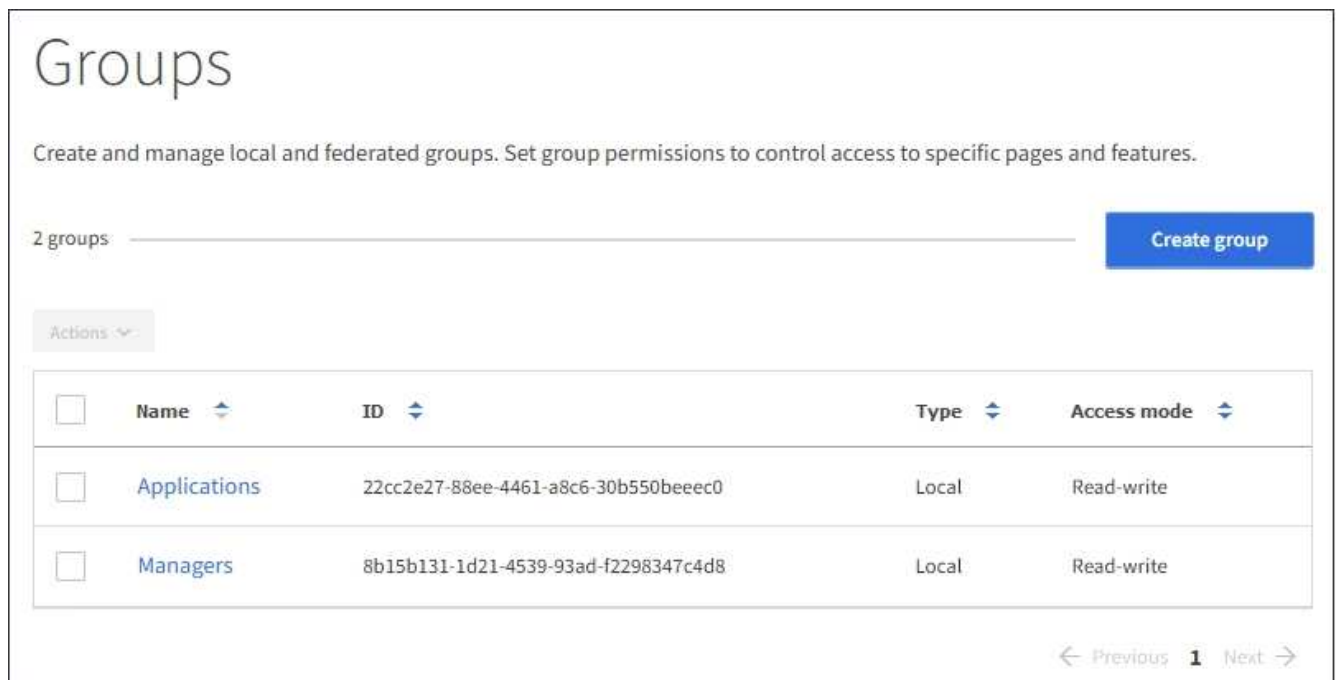 Groups
Create and manage local and federated groups. Set group permissions to control access to specific pages and features.
2 groups Create group
Actions
Name ID Type Access mode
Applications 22cc2e27-88ee-4461-a8c6-30b550beeec0 Local Read-write
Managers 8b15b131-1d21-4539-93ad-f2298347c4d8 Local Read-write
← Previous 1 Next →